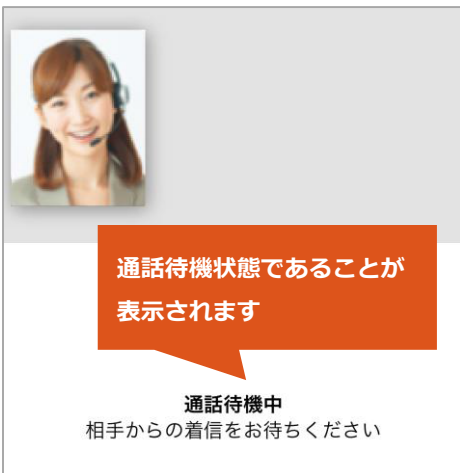 通話待機状態であることが
表示されます
通話待機中
相手からの着信をお待ちください